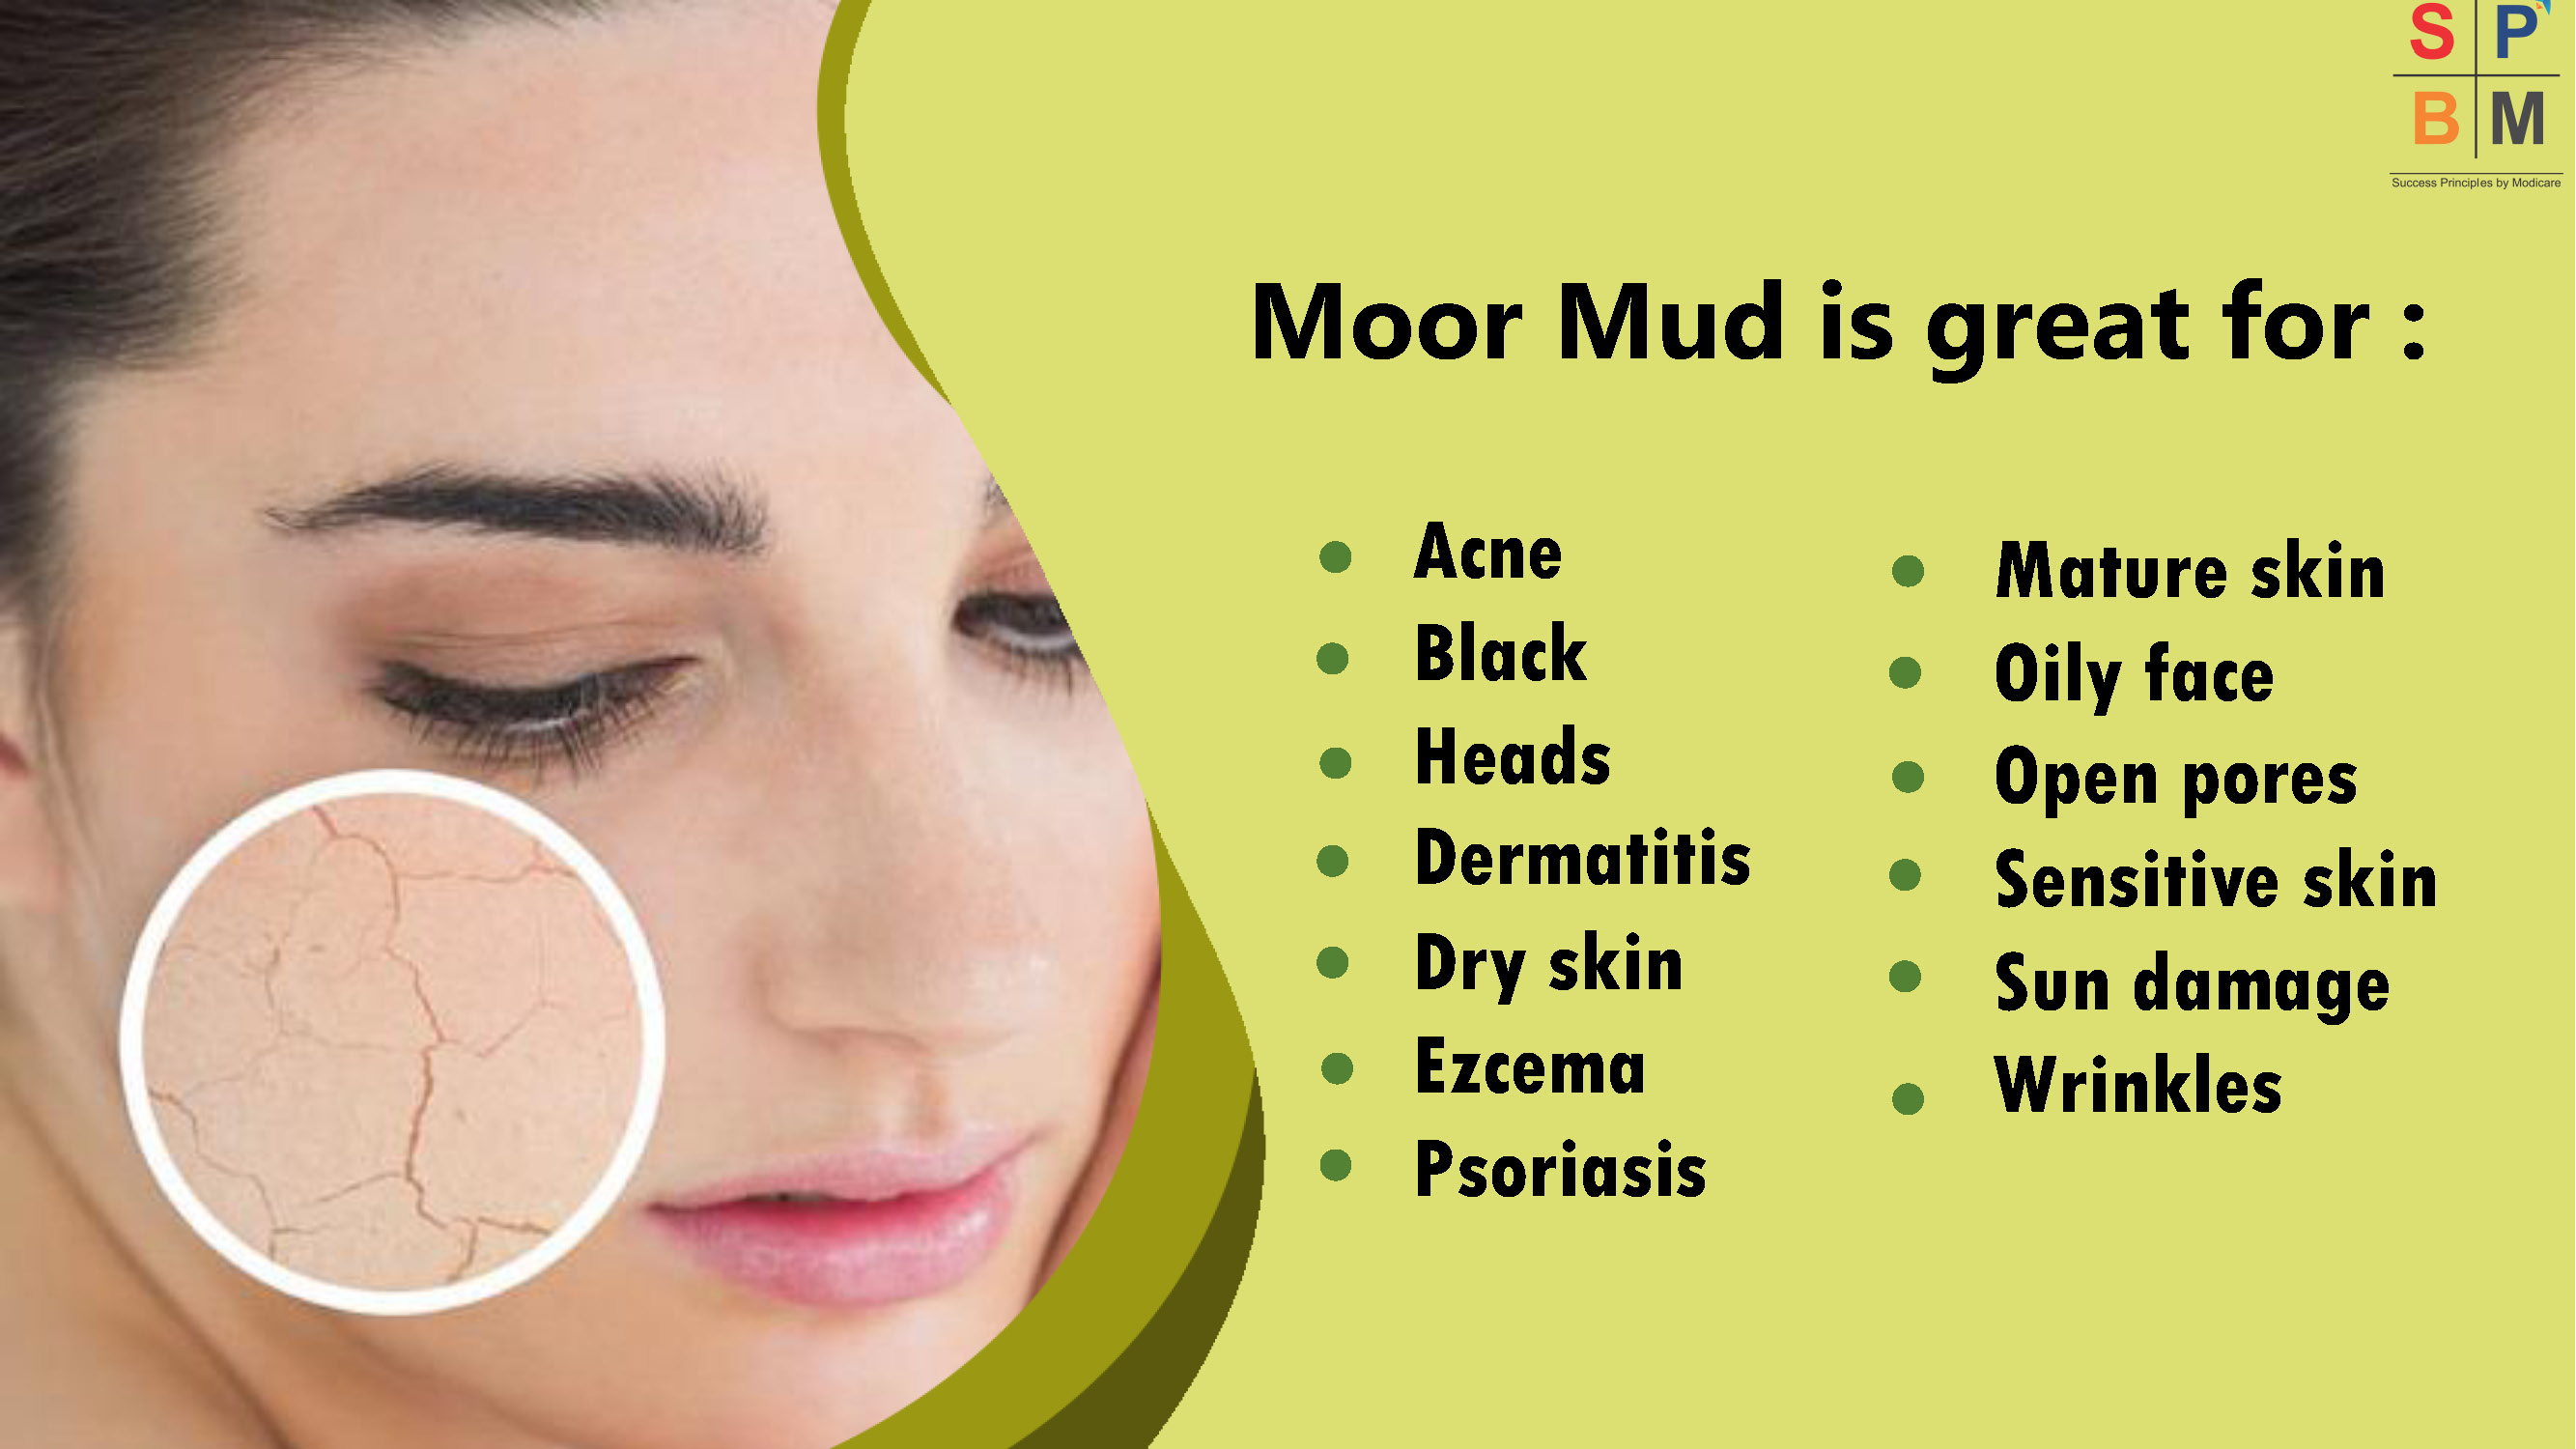 S P
B M
Success Principles by Modicare
Moor Mud is great for :
Acne
Black
Heads
Dermatitis
Dry skin
Ezcema
Psoriasis
Mature skin
Oily face
Open pores
Sensitive skin
Sun damage
Wrinkles